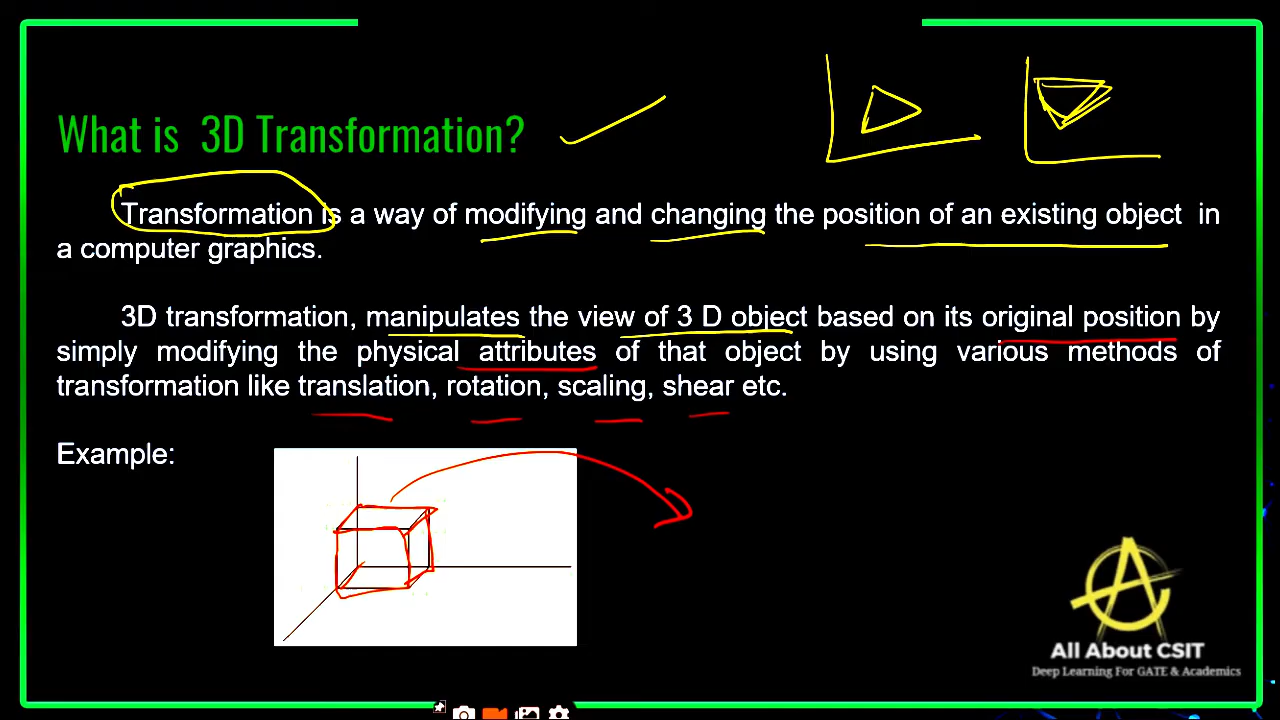 What is 3D Transformation?
Transformation is a way of modifying and changing the position of an existing object in
a computer graphics.
3D transformation, manipulates the view of 3 D object based on its original position by
simply modifying the physical attributes of that object by using various methods of
transformation like translation, rotation, scaling, shear etc.
Example:
All About CSIT
Deep Learning For GATE & Academics